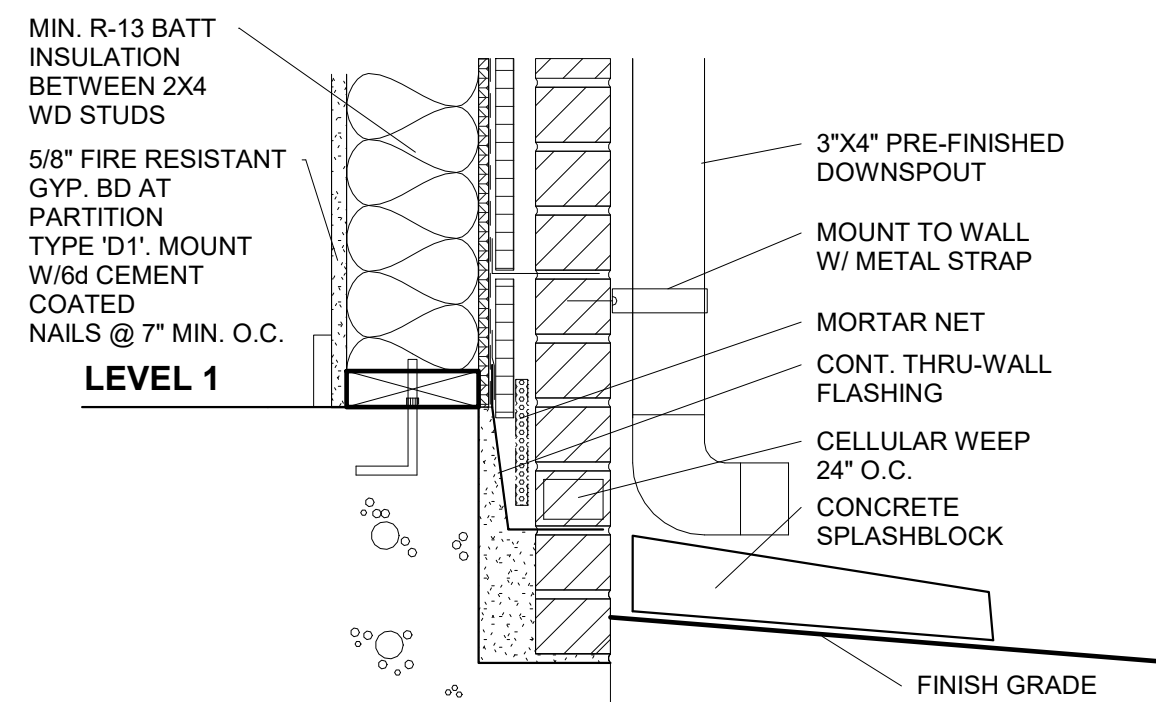 MIN. R-13 BATT
INSULATION
BETWEEN 2X4
WD STUDS
5/8" FIRE RESISTANT
GYP. BD AT
PARTITION
TYPE 'D1'. MOUNT
W/6d CEMENT
COATED
NAILS @ 7" MIN. O.C.
LEVEL 1
3"X4" PRE-FINISHED
DOWNSPOUT
MOUNT TO WALL
W/ METAL STRAP
MORTAR NET
CONT. THRU-WALL
FLASHING
CELLULAR WEEP
24" O.C.
CONCRETE
SPLASHBLOCK
FINISH GRADE